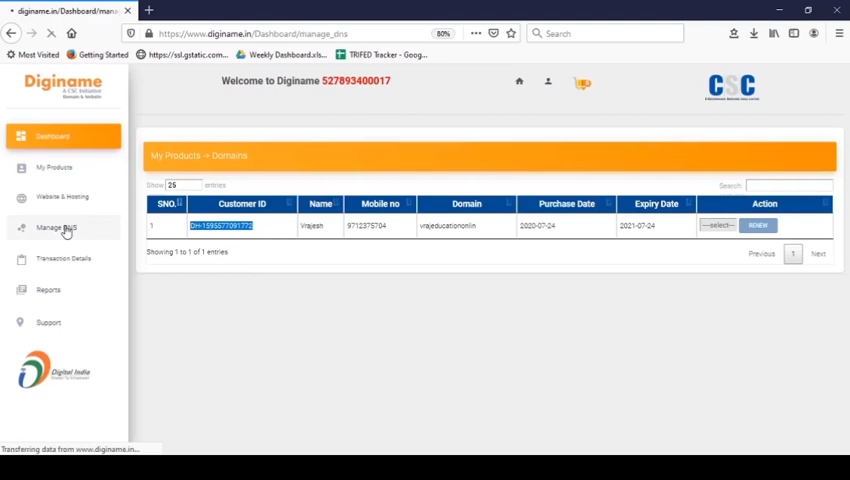 diginame.in/Dashboard/mana
https://www.diginame.in/Dashboard/manage_dns
80%
Search
Most Visited
Getting Started
https://ssl.gstatic.com...
Weekly Dashboard.xls...
TRIFED Tracker - Goog...
Diginame
A CSC Initiative
Domain & Website
Welcome to Diginame 527893400017
CSC
Dashboard
My Products
Website & Hosting
Manage DNS
Transaction Details
Reports
Support
Digital India
My Products -> Domains
Show 25 entries
Search:
SNO. Customer ID Name Mobile no Domain Purchase Date Expiry Date Action
1 DH-1595577091772 Vrajesh 9712375704 vrajeducationonlin 2020-07-24 2021-07-24 ---select-- RENEW
Showing 1 to 1 of 1 entries
Previous 1 Next
Transferring data from www.diginame.in...